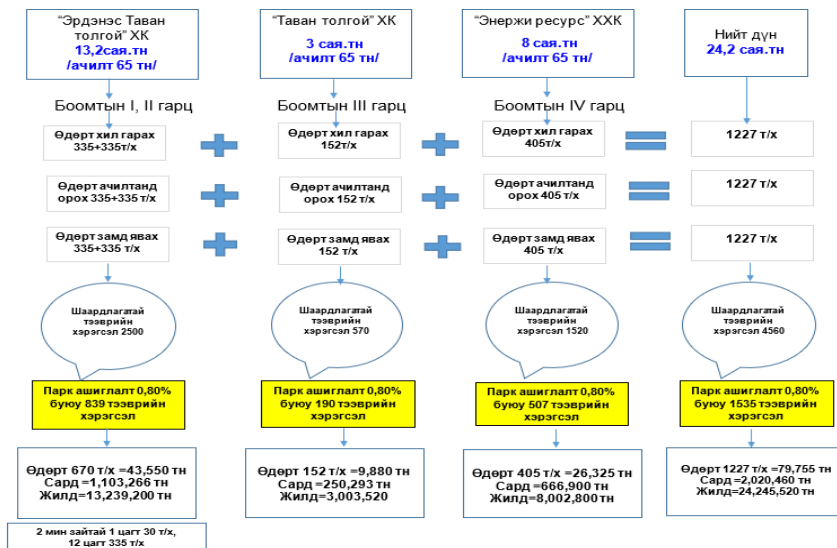 “Эрдэнэс Таван
толгой” ХК
13,2сая.тн
/ачилт 65 тн/
“Таван толгой” ХК
3 сая.тн
/ачилт 65 тн/
“Энержи ресурс” ХХК
8 сая.тн
/ачилт 65 тн/
Нийт дүн
24,2 сая.тн
Боомтын I, II гарц
Боомтын III гарц
Боомтын IV гарц
Өдөрт хил гарах
335+335т/х
Өдөрт хил гарах
152т/х
Өдөрт хил гарах
405т/х
1227 т/х
Өдөрт ачилтанд
орох 335+335 т/х
Өдөрт ачилтанд
орох 152 т/х
Өдөрт ачилтанд
орох 405 т/х
1227 т/х
Өдөрт замд явах
335+335 т/х
Өдөрт замд явах
152 т/х
Өдөрт замд явах
405 т/х
1227 т/х
Шаардлагатай
тээврийн
хэрэгсэл 2500
Шаардлагатай
тээврийн
хэрэгсэл 570
Шаардлагатай
тээврийн
хэрэгсэл 1520
Шаардлагатай
тээврийн
хэрэгсэл 4560
Парк ашиглалт 0,80%
буюу 839 тээврийн
хэрэгсэл
Парк ашиглалт 0,80%
буюу 190 тээврийн
хэрэгсэл
Парк ашиглалт 0,80%
буюу 507 тээврийн
хэрэгсэл
Парк ашиглалт 0,80%
буюу 1535 тээврийн
хэрэгсэл
Өдөрт 670 т/х =43,550 тн
Сард =1,103,266 тн
Жилд=13,239,200 тн
Өдөрт 152 т/х =9,880 тн
Сард =250,293 тн
Жилд=3,003,520 тн
Өдөрт 405 т/х =26,325 тн
Сард =666,900 тн
Жилд=8,002,800 тн
Өдөрт 1227 т/х =79,755 тн
Сард =2,020,460 тн
Жилд=24,245,520 тн
2 мин зайтай 1 цагт 30 т/х,
12 цагт 335 т/х